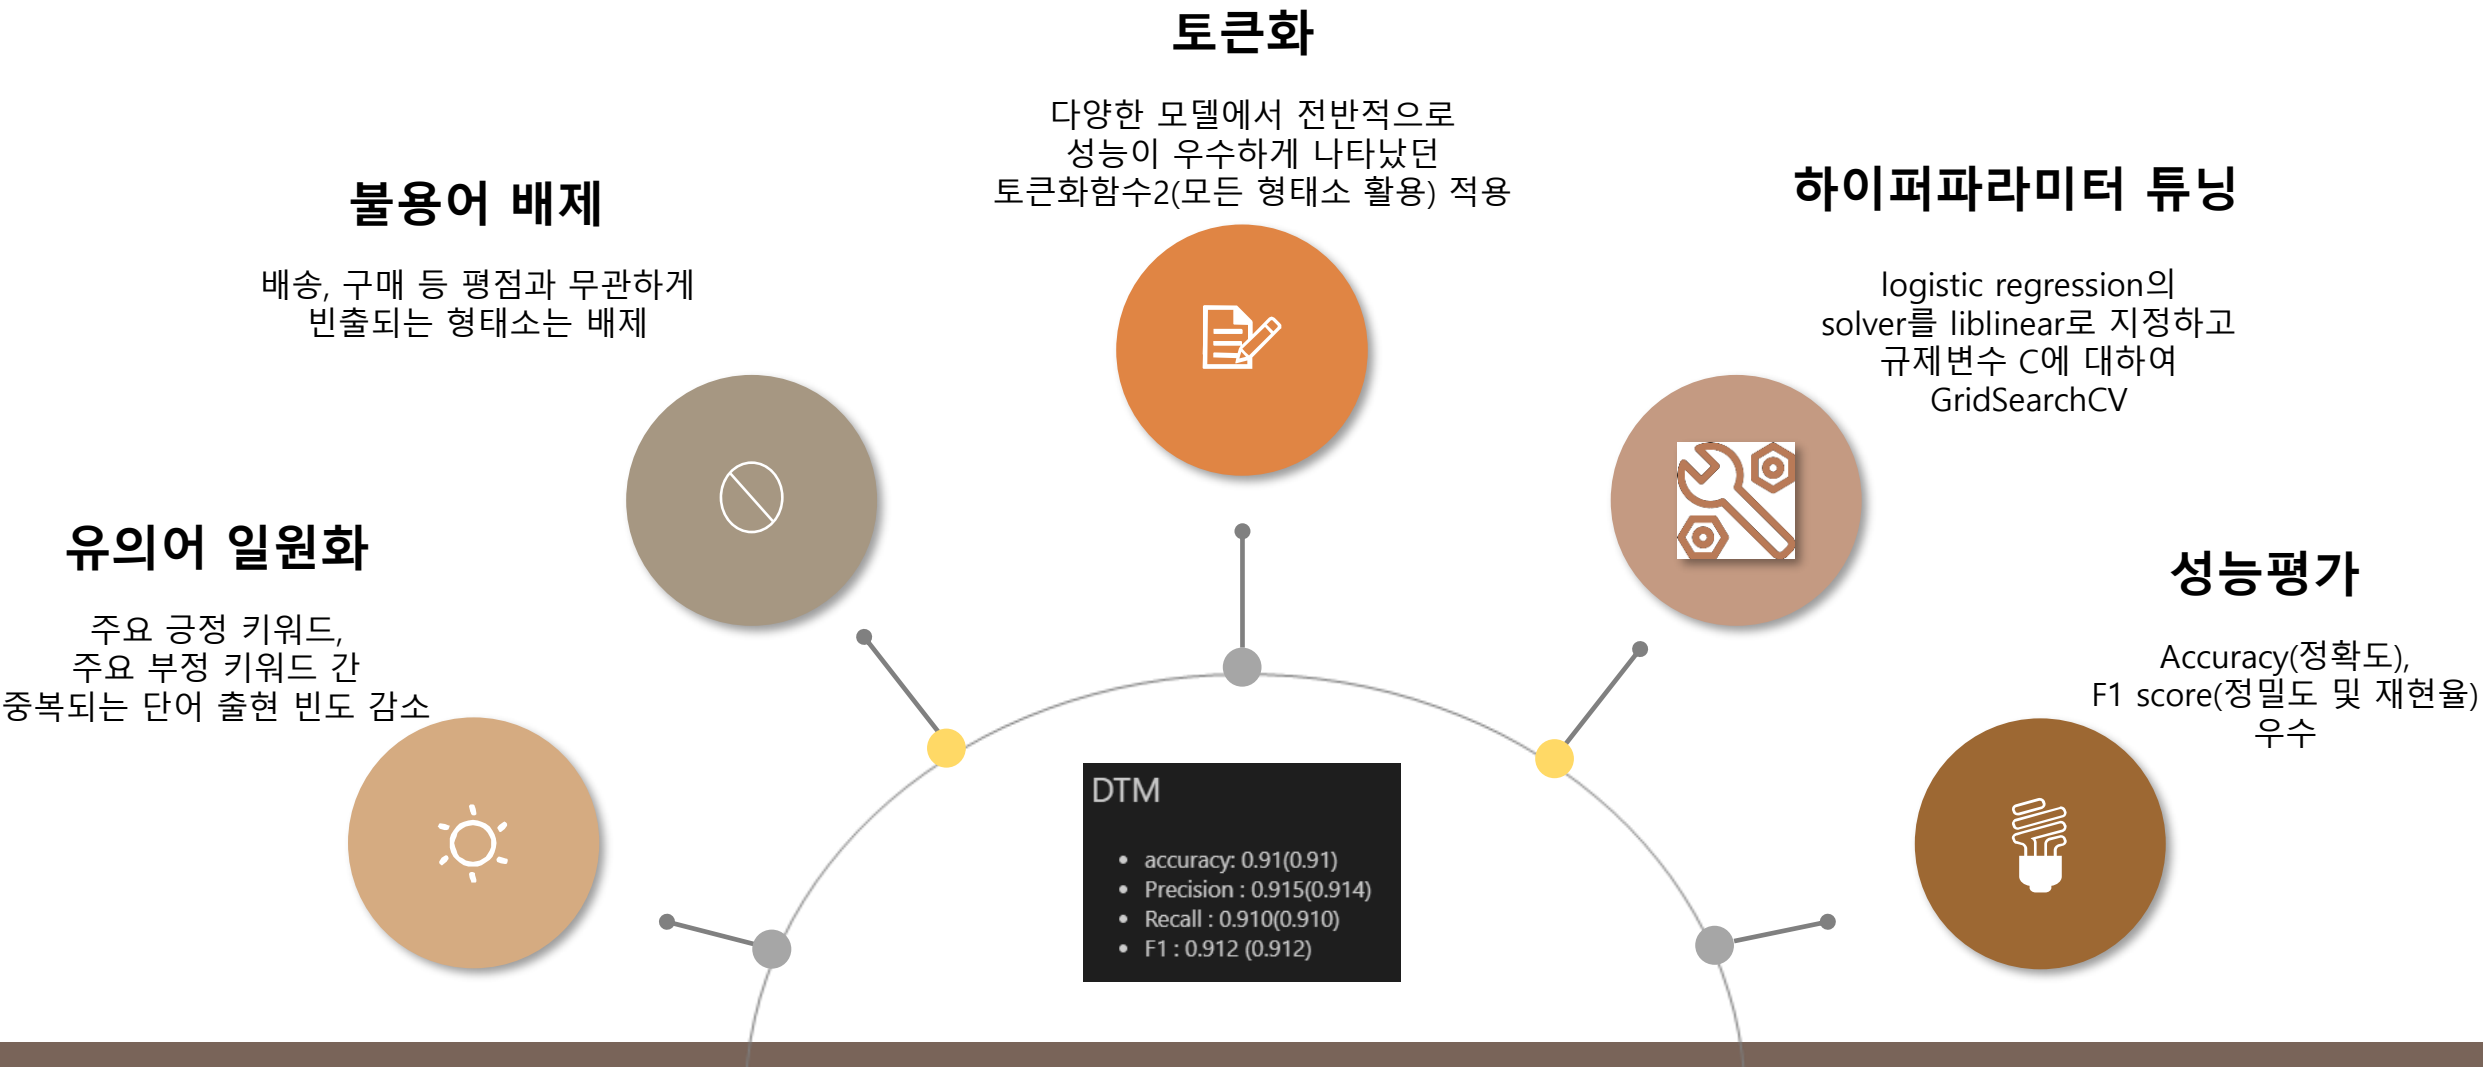 유의어 일원화
주요 긍정 키워드,
주요 부정 키워드 간
중복되는 단어 출현 빈도 감소
불용어 배제
배송, 구매 등 평점과 무관하게
빈출되는 형태소는 배제
토큰화
다양한 모델에서 전반적으로
성능이 우수하게 나타났던
토큰화함수2(모든 형태소 활용) 적용
하이퍼파라미터 튜닝
logistic regression의
solver를 liblinear로 지정하고
규제변수 C에 대하여
GridSearchCV
성능평가
Accuracy(정확도),
F1 score(정밀도 및 재현율)
우수
DTM
• accuracy: 0.91(0.91)
• Precision : 0.915(0.914)
• Recall : 0.910(0.910)
• F1 : 0.912 (0.912)